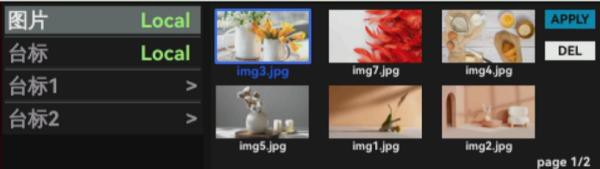 图片 Local
台标 Local
台标1 >
台标2 >
img3.jpg img7.jpg img4.jpg
img5.jpg img1.jpg img2.jpg
APPLY
DEL
page 1/2